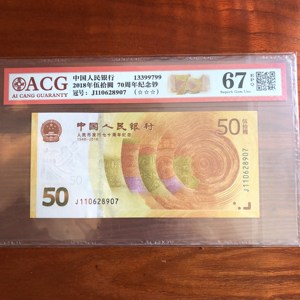 ACG
AI CANG GUARANTY
中国人民银行 13399799
2018年伍拾圆 70周年纪念钞
冠号: J110628907 (☆☆☆)
67
中国人民银行
人民币发行七十周年纪念
50
50
J110628907
J110628907